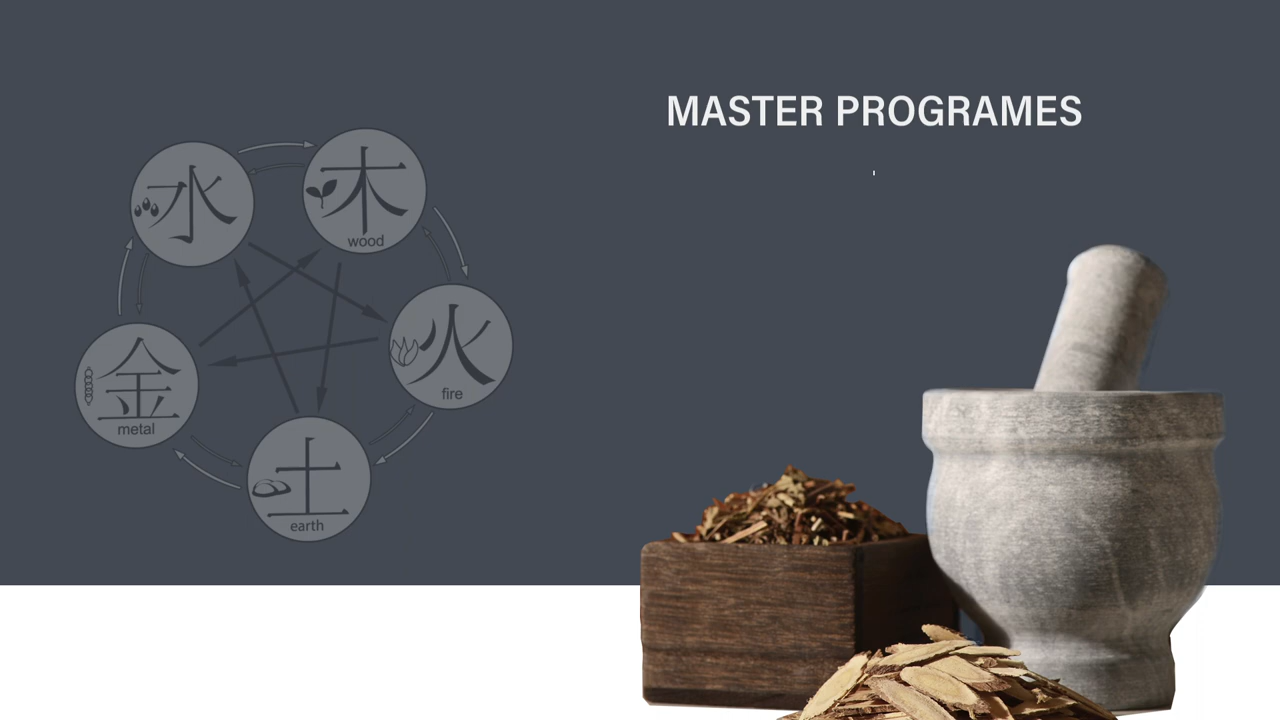 MASTER PROGRAMES
水
木
wood
火
fire
金
metal
土
earth